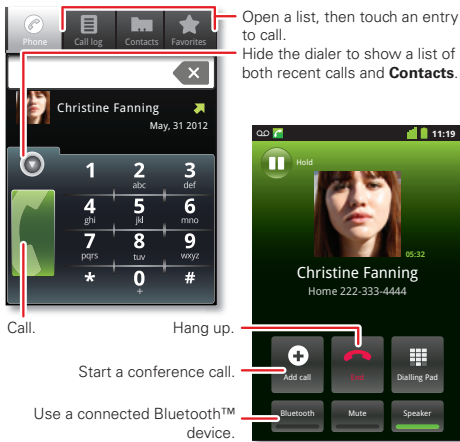 Phone
Call log
Contacts
Favorites
Open a list, then touch an entry
to call.
Hide the dialer to show a list of
both recent calls and Contacts.
Christine Fanning
May, 31 2012
1
2
abc
3
def
4
ghi
5
jkl
6
mno
7
pqrs
8
tuv
9
wxyz
*
0
+
#
11:19
Hold
05:32
Christine Fanning
Home 222-333-4444
Call.
Hang up.
Start a conference call.
Add call
End
Dialling Pad
Use a connected Bluetooth™
device.
Bluetooth
Mute
Speaker